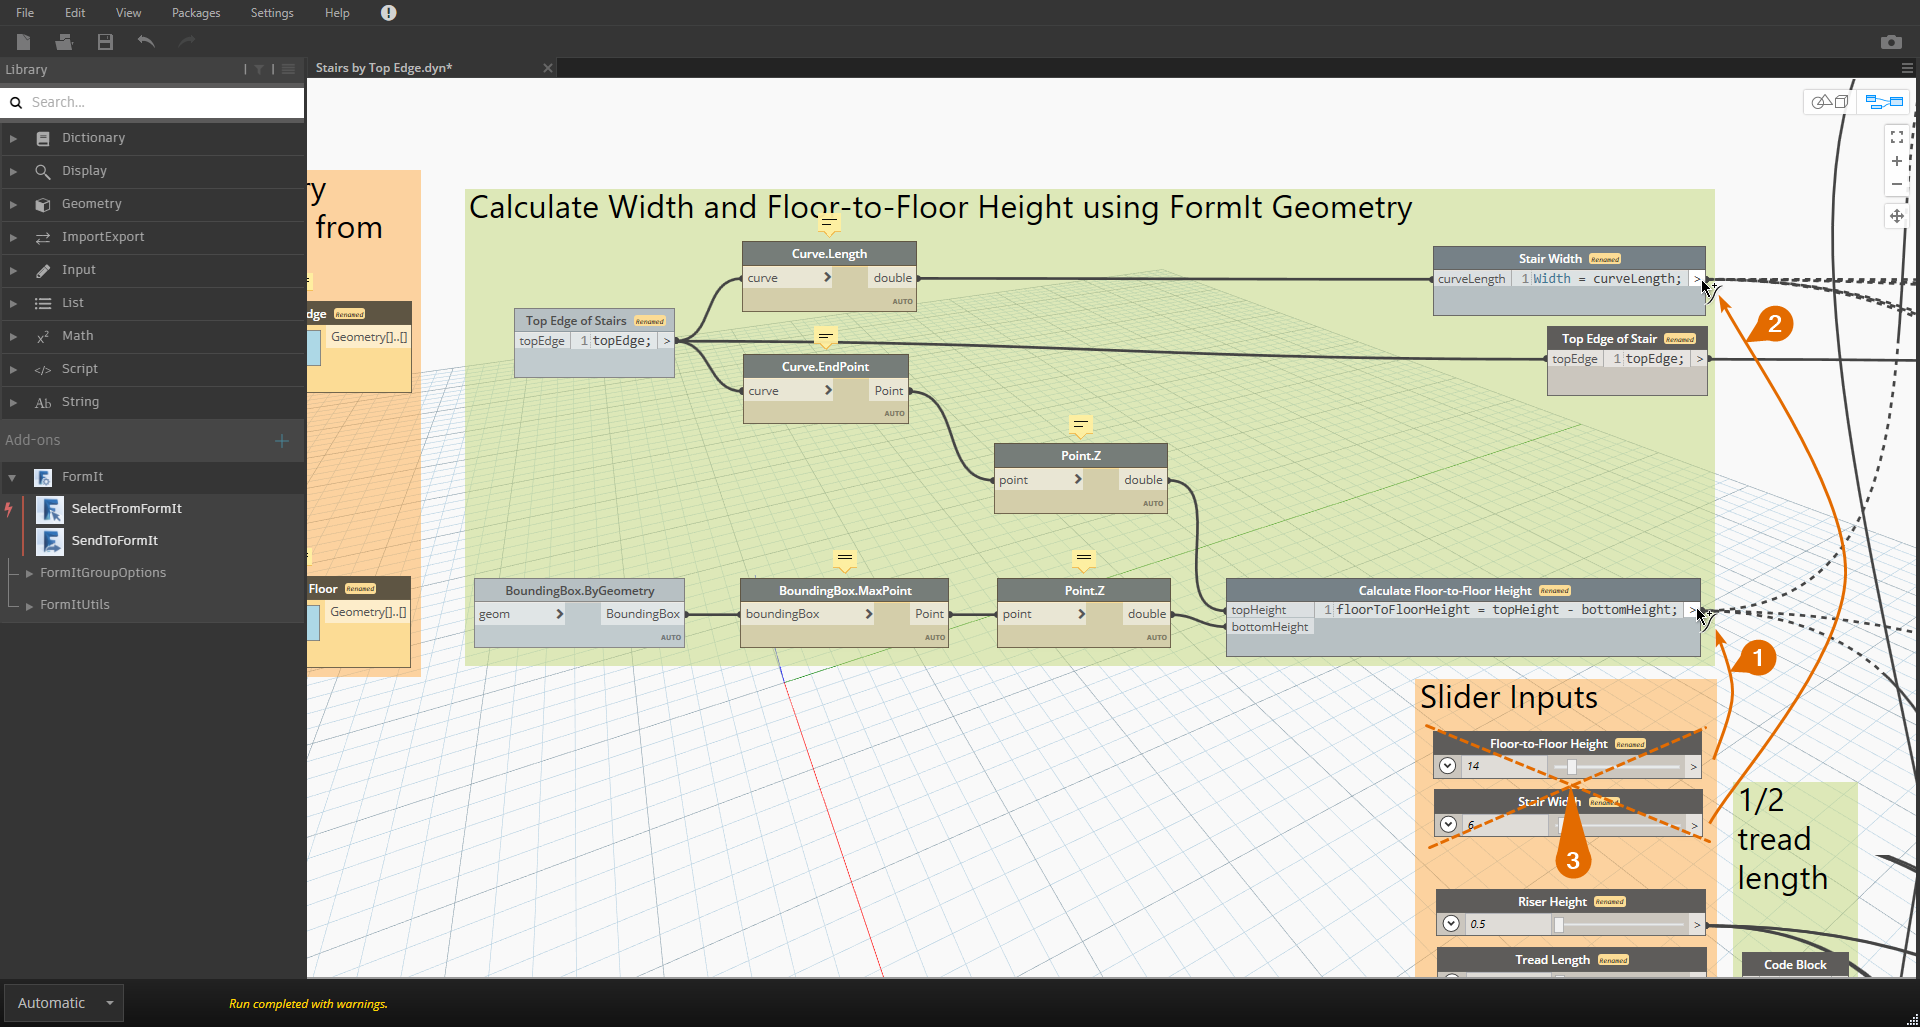 File Edit View Packages Settings Help
Library
Stairs by Top Edge.dyn*
Search...
Dictionary
Display
Geometry
ImportExport
Input
List
Math
Script
String
Add-ons
FormIt
SelectFromFormIt
SendToFormIt
FormItGroupOptions
FormItUtils
Automatic
Run completed with warnings.
ry
from
dge Renamed
Geometry[]..[]
Floor Renamed
Geometry[]..[]
Calculate Width and Floor-to-Floor Height using FormIt Geometry
Curve.Length
curve > double
AUTO
Top Edge of Stairs Renamed
topEdge 1 topEdge; >
Curve.EndPoint
curve > Point
AUTO
Point.Z
point > double
AUTO
Stair Width Renamed
curveLength 1 Width = curveLength; >
Top Edge of Stair Renamed
topEdge 1 topEdge; >
BoundingBox.ByGeometry
geom > BoundingBox
AUTO
BoundingBox.MaxPoint
boundingBox > Point
AUTO
Point.Z
point > double
AUTO
Calculate Floor-to-Floor Height Renamed
topHeight 1 floorToFloorHeight = topHeight - bottomHeight; >
bottomHeight
2
1
Slider Inputs
Floor-to-Floor Height Renamed
14 >
Stair Width Renamed
6 >
3
Riser Height Renamed
0.5 >
Tread Length Renamed
1/2
tread
length
Code Block